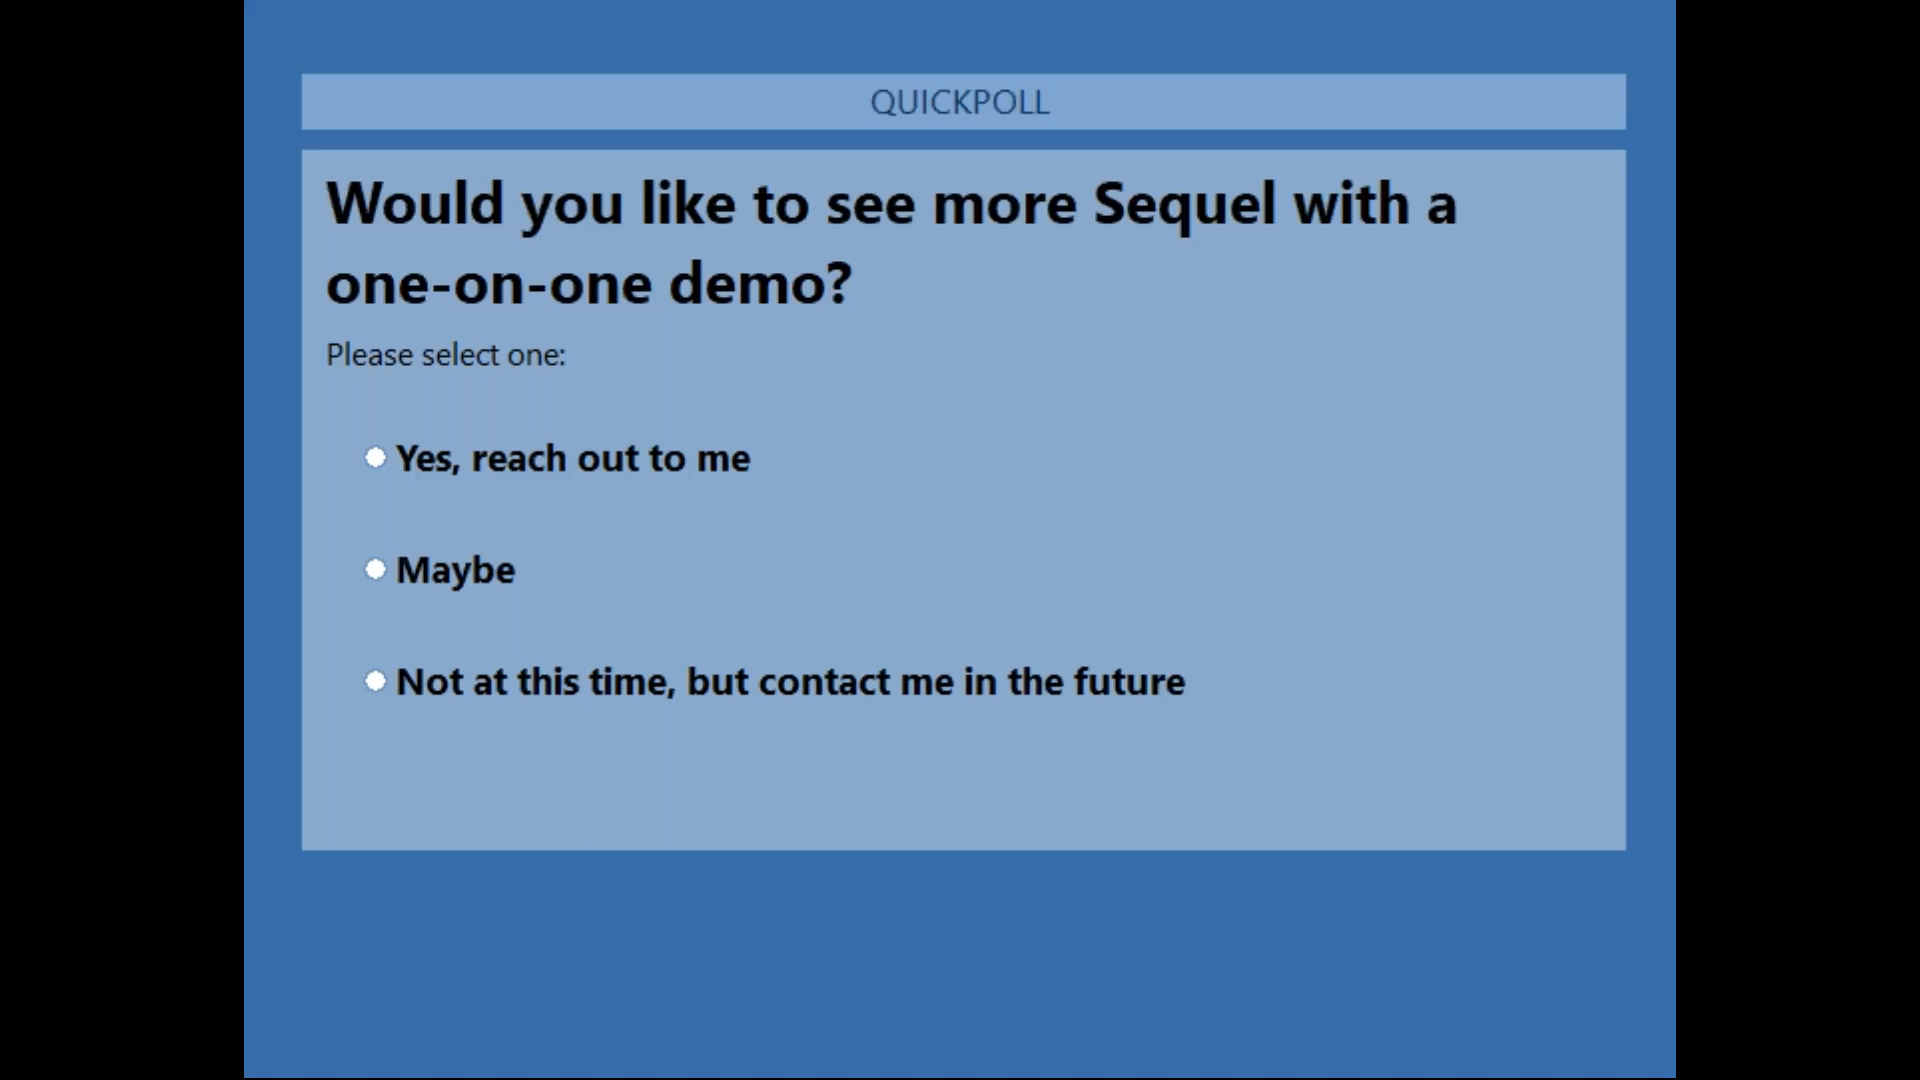 QUICKPOLL
Would you like to see more Sequel with a
one-on-one demo?
Please select one:
Yes, reach out to me
Maybe
Not at this time, but contact me in the future